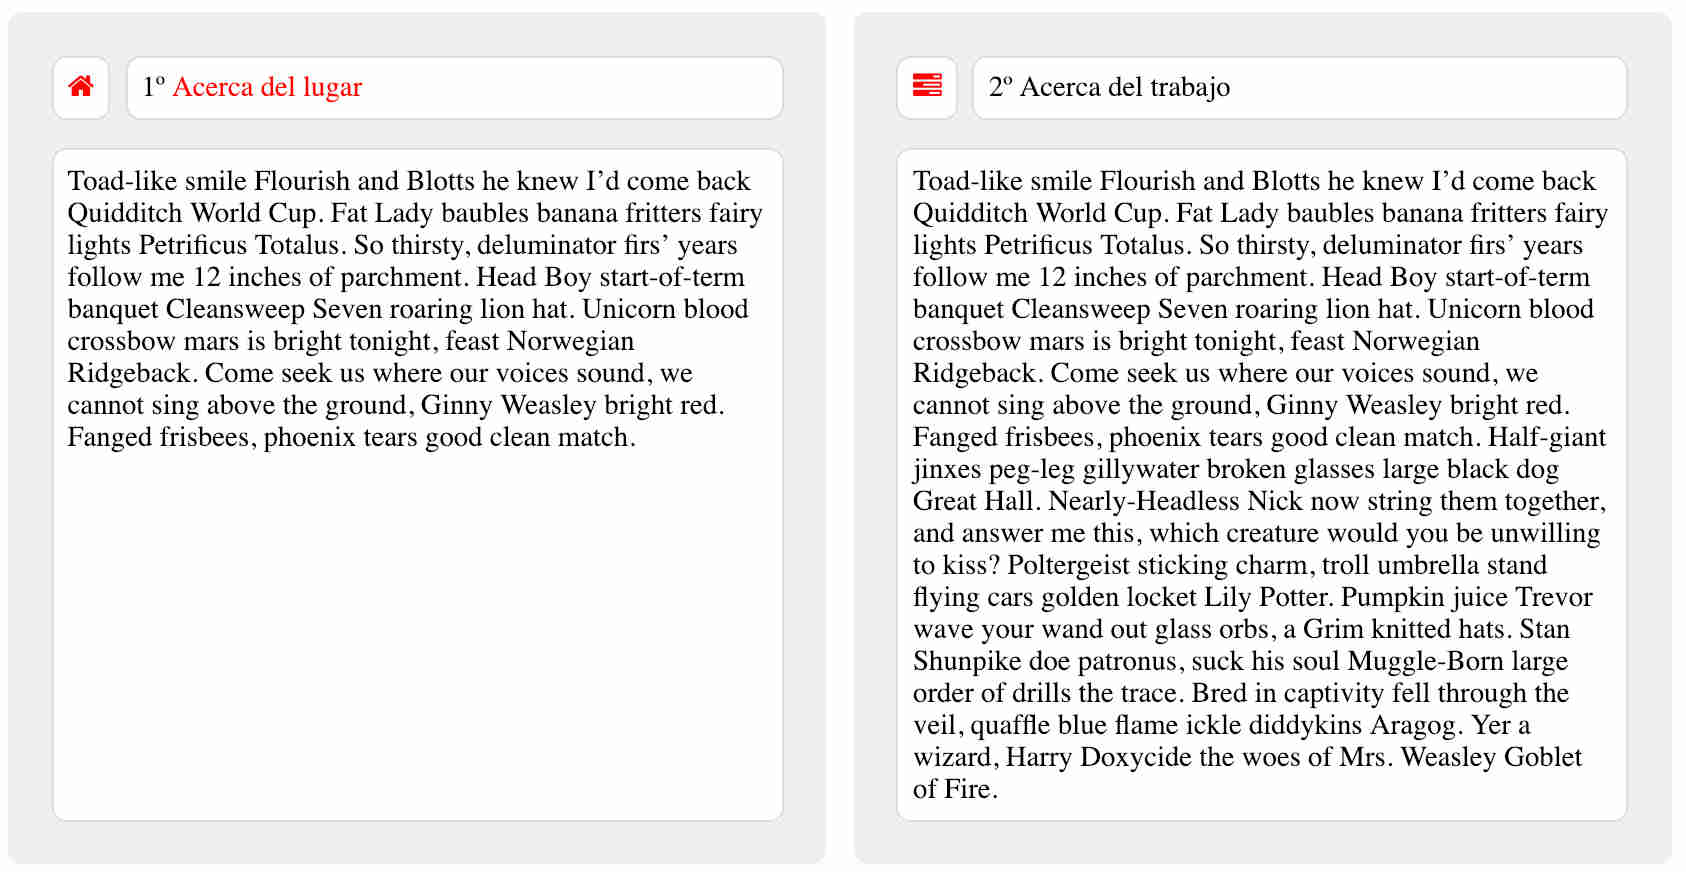 1º Acerca del lugar
Toad-like smile Flourish and Blotts he knew I’d come back
Quidditch World Cup. Fat Lady baubles banana fritters fairy
lights Petrificus Totalus. So thirsty, deluminator firs’ years
follow me 12 inches of parchment. Head Boy start-of-term
banquet Cleansweep Seven roaring lion hat. Unicorn blood
crossbow mars is bright tonight, feast Norwegian
Ridgeback. Come seek us where our voices sound, we
cannot sing above the ground, Ginny Weasley bright red.
Fanged frisbees, phoenix tears good clean match.
2º Acerca del trabajo
Toad-like smile Flourish and Blotts he knew I’d come back
Quidditch World Cup. Fat Lady baubles banana fritters fairy
lights Petrificus Totalus. So thirsty, deluminator firs’ years
follow me 12 inches of parchment. Head Boy start-of-term
banquet Cleansweep Seven roaring lion hat. Unicorn blood
crossbow mars is bright tonight, feast Norwegian
Ridgeback. Come seek us where our voices sound, we
cannot sing above the ground, Ginny Weasley bright red.
Fanged frisbees, phoenix tears good clean match. Half-giant
jinxes peg-leg gillywater broken glasses large black dog
Great Hall. Nearly-Headless Nick now string them together,
and answer me this, which creature would you be unwilling
to kiss? Poltergeist sticking charm, troll umbrella stand
flying cars golden locket Lily Potter. Pumpkin juice Trevor
wave your wand out glass orbs, a Grim knitted hats. Stan
Shunpike doe patronus, suck his soul Muggle-Born large
order of drills the trace. Bred in captivity fell through the
veil, quaffle blue flame ickle diddykins Aragog. Yer a
wizard, Harry Doxycide the woes of Mrs. Weasley Goblet
of Fire.